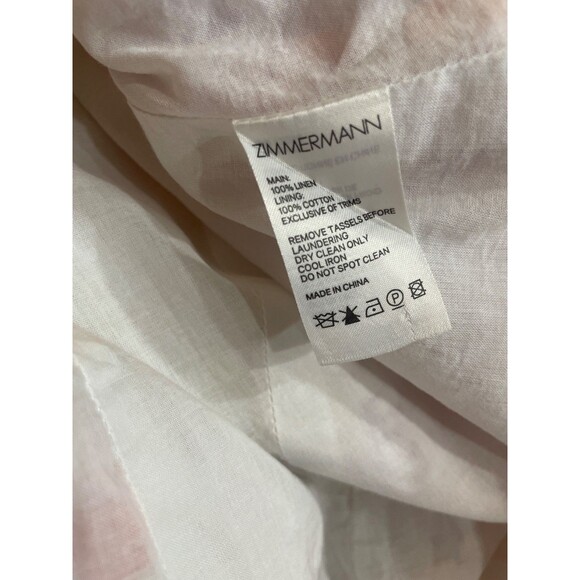 ZIMMERMANN
MAIN:
100% LINEN
LINING:
100% COTTON
EXCLUSIVE OF TRIMS
REMOVE TASSELS BEFORE
LAUNDERING
DRY CLEAN ONLY
COOL IRON
DO NOT SPOT CLEAN
MADE IN CHINA